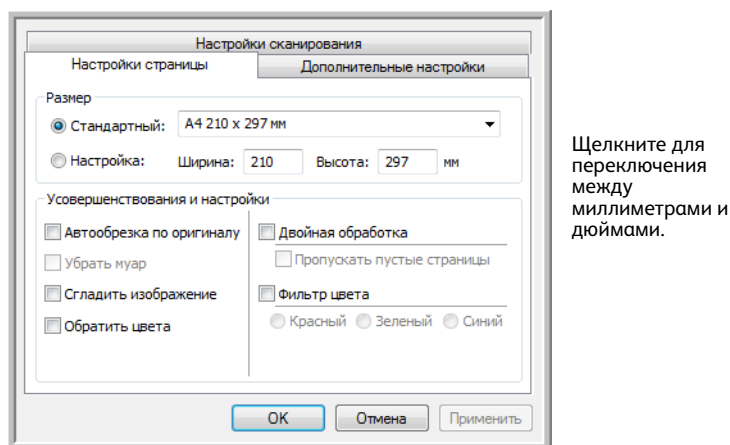 Настройки сканирования
Настройки страницы
Дополнительные настройки
Размер
Стандартный: A4 210 x 297 мм
Настройка: Ширина: 210 Высота: 297 мм
Усовершенствования и настройки
Автообрезка по оригиналу
Убрать муар
Сгладить изображение
Обратить цвета
Двойная обработка
Пропускать пустые страницы
Фильтр цвета
Красный Зеленый Синий
OK Отмена Применить
Щелкните для
переключения
между
миллиметрами и
дюймами.